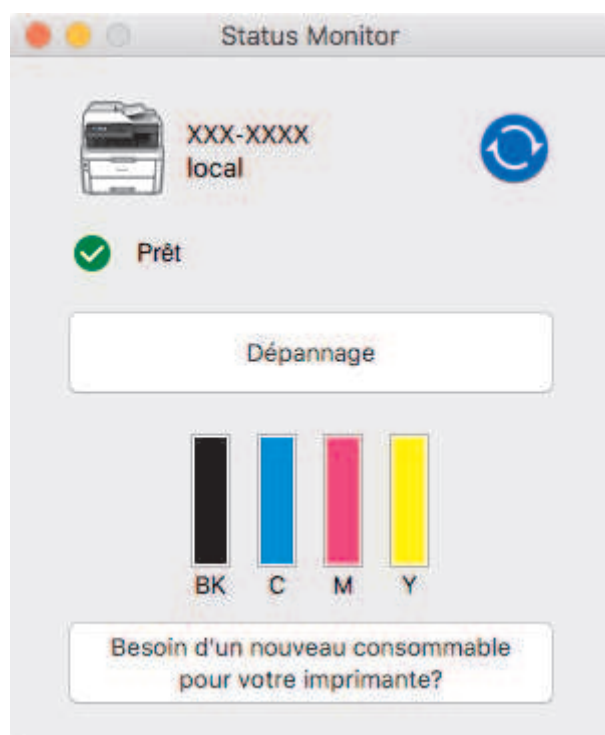 Status Monitor
XXX-XXXX
local
Prêt
Dépannage
BK C M Y
Besoin d'un nouveau consommable
pour votre imprimante?